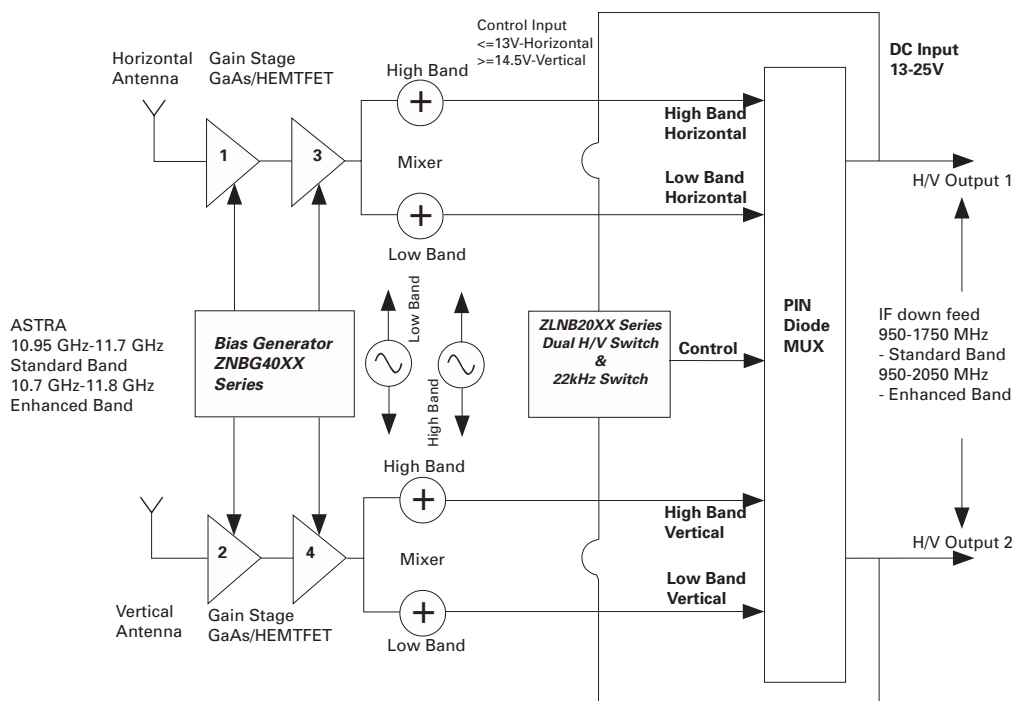 Control Input
<=13V-Horizontal
>=14.5V-Vertical
DC Input
13-25V
Horizontal
Antenna
Gain Stage
GaAs/HEMTFET
High Band
1
3
Mixer
High Band
Horizontal
Low Band
Horizontal
H/V Output 1
Low Band
ASTRA
10.95 GHz-11.7 GHz
Standard Band
10.7 GHz-11.8 GHz
Enhanced Band
Bias Generator
ZNBG40XX
Series
Low Band
High Band
ZLNB20XX Series
Dual H/V Switch
&
22kHz Switch
Control
PIN
Diode
MUX
IF down feed
950-1750 MHz
- Standard Band
950-2050 MHz
- Enhanced Band
High Band
2
4
Mixer
High Band
Vertical
Low Band
Vertical
H/V Output 2
Vertical
Antenna
Gain Stage
GaAs/HEMTFET
Low Band